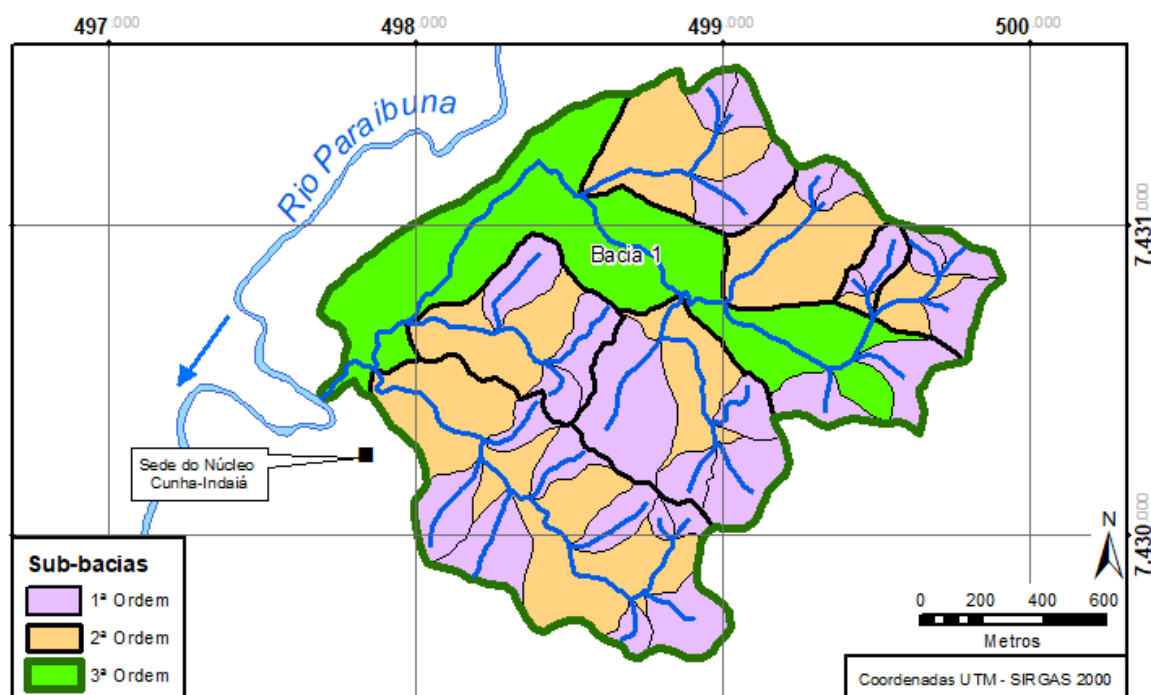 497.000 498.000 499.000 500.000
Rio Paraibuna
7.431.000
Bacia 1
Sede do Núcleo
Cunha-Indaiá
7.430.000
N
Sub-bacias
1ª Ordem
2ª Ordem
3ª Ordem
0 200 400 600
Metros
Coordenadas UTM - SIRGAS 2000